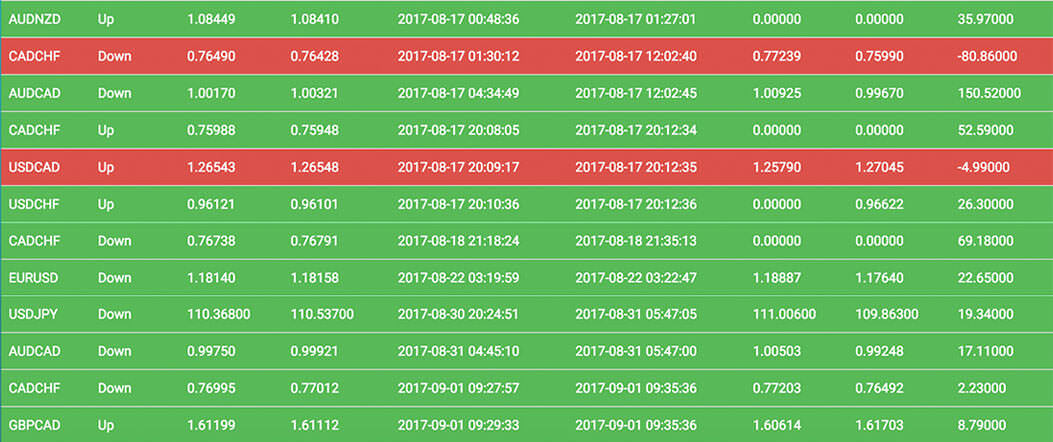 AUDNZD Up 1.08449 1.08410 2017-08-17 00:48:36 2017-08-17 01:27:01 0.00000 0.00000 35.97000
CADCHF Down 0.76490 0.76428 2017-08-17 01:30:12 2017-08-17 12:02:40 0.77239 0.75990 -80.86000
AUDCAD Down 1.00170 1.00321 2017-08-17 04:34:49 2017-08-17 12:02:45 1.00925 0.99670 150.52000
CADCHF Up 0.75988 0.75948 2017-08-17 20:08:05 2017-08-17 20:12:34 0.00000 0.00000 52.59000
USDCAD Up 1.26543 1.26548 2017-08-17 20:09:17 2017-08-17 20:12:35 1.25790 1.27045 -4.99000
USDCHF Up 0.96121 0.96101 2017-08-17 20:10:36 2017-08-17 20:12:36 0.00000 0.96622 26.30000
CADCHF Down 0.76738 0.76791 2017-08-18 21:18:24 2017-08-18 21:35:13 0.00000 0.00000 69.18000
EURUSD Down 1.18140 1.18158 2017-08-22 03:19:59 2017-08-22 03:22:47 1.18887 1.17640 22.65000
USDJPY Down 110.36800 110.53700 2017-08-30 20:24:51 2017-08-31 05:47:05 111.00600 109.86300 19.34000
AUDCAD Down 0.99750 0.99921 2017-08-31 04:45:10 2017-08-31 05:47:00 1.00503 0.99248 17.11000
CADCHF Down 0.76995 0.77012 2017-09-01 09:27:57 2017-09-01 09:35:36 0.77203 0.76492 2.23000
GBPCAD Up 1.61199 1.61112 2017-09-01 09:29:33 2017-09-01 09:35:36 1.60614 1.61703 8.79000